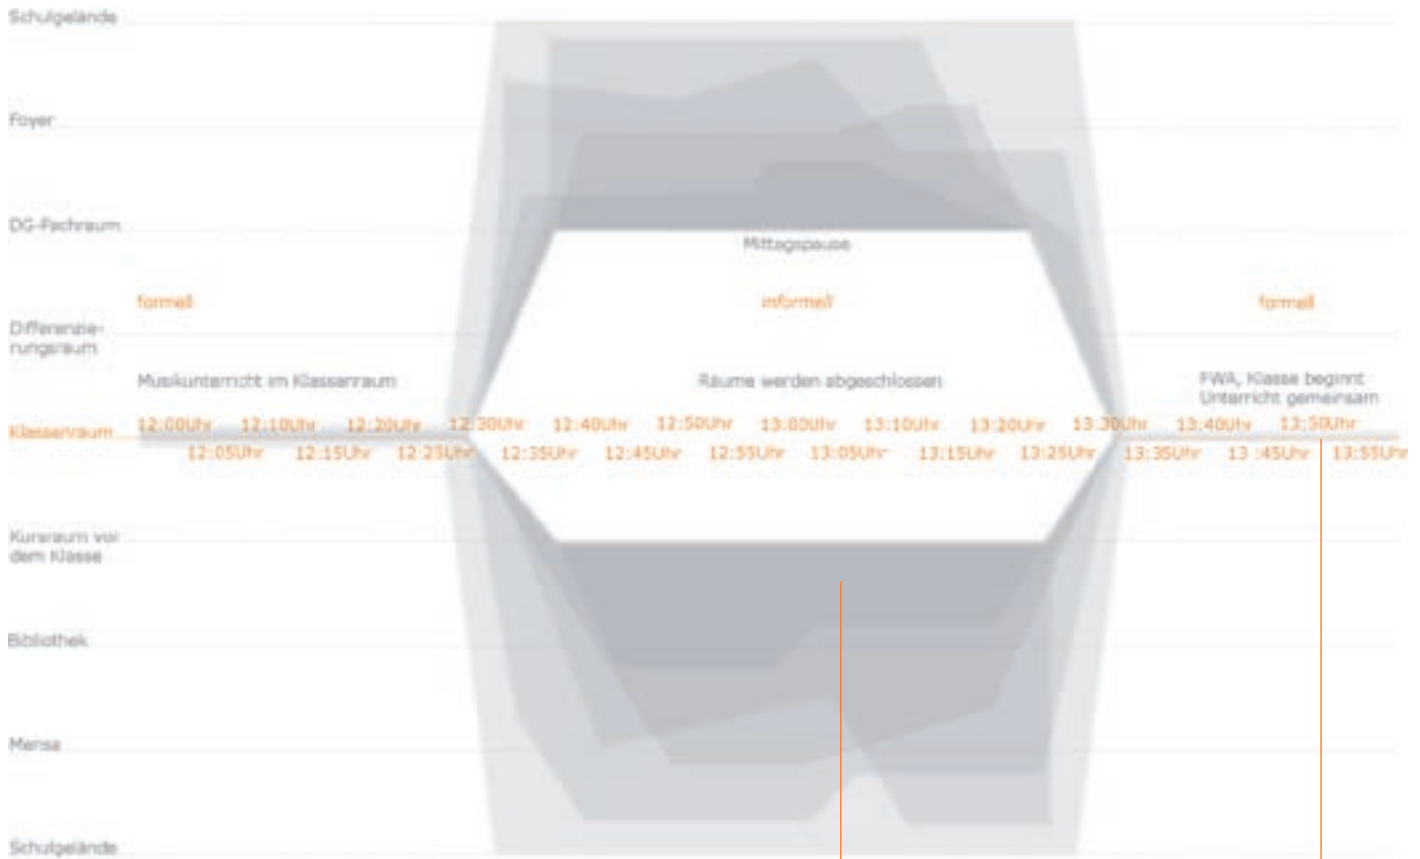 Schulgelände
Foyer
DG-Fachraum
Mittagspause
formell
informell
formell
Differenzie-
rungsraum
Musikunterricht im Klassenraum
Räume werden abgeschlossen
FWA, Klasse beginnt
Unterricht gemeinsam
Klassenraum
12:00Uhr 12:10Uhr 12:20Uhr 12:30Uhr 12:40Uhr 12:50Uhr 13:00Uhr 13:10Uhr 13:20Uhr 13:30Uhr 13:40Uhr 13:50Uhr
12:05Uhr 12:15Uhr 12:25Uhr 12:35Uhr 12:45Uhr 12:55Uhr 13:05Uhr 13:15Uhr 13:25Uhr 13:35Uhr 13:45Uhr 13:55Uhr
Kursraum vor
dem Klasse
Bibliothek
Mensa
Schulgelände